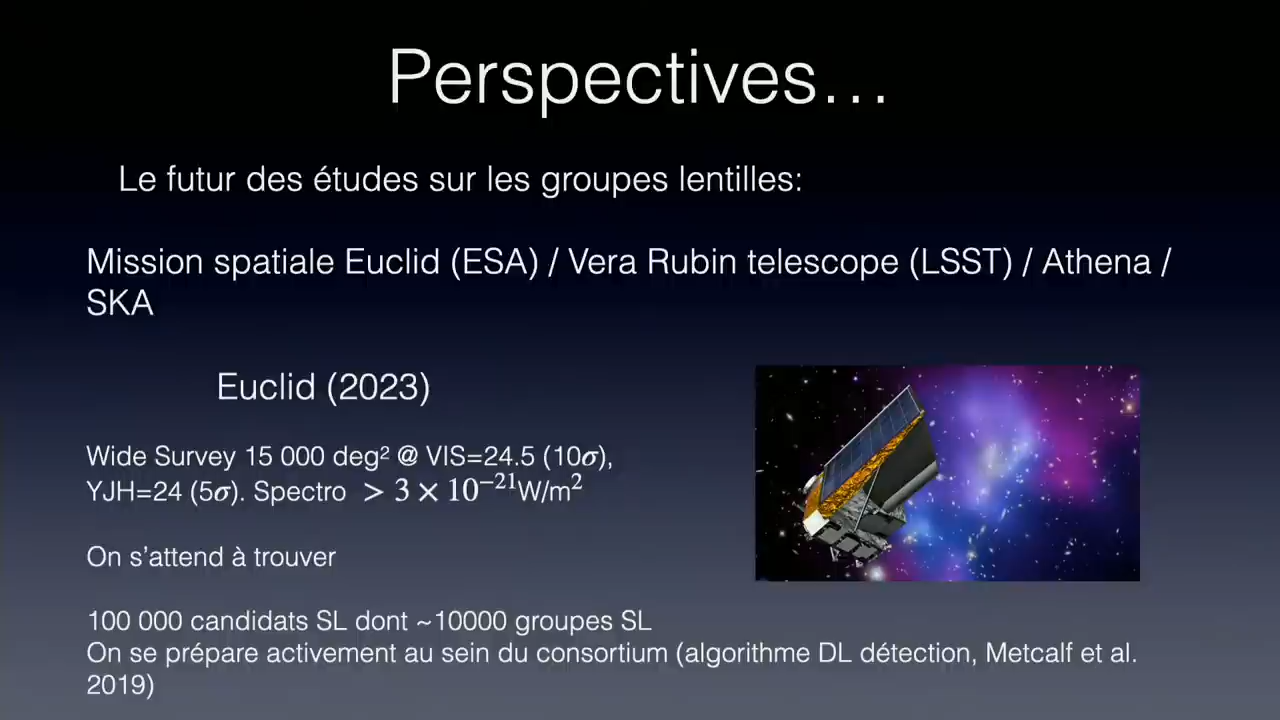 Perspectives…
Le futur des études sur les groupes lentilles:
Mission spatiale Euclid (ESA) / Vera Rubin telescope (LSST) / Athena /
SKA
Euclid (2023)
Wide Survey 15 000 deg² @ VIS=24.5 (10σ),
YJH=24 (5σ). Spectro > 3 × 10⁻²¹W/m²
On s’attend à trouver
100 000 candidats SL dont ~10000 groupes SL
On se prépare activement au sein du consortium (algorithme DL détection, Metcalf et al.
2019)